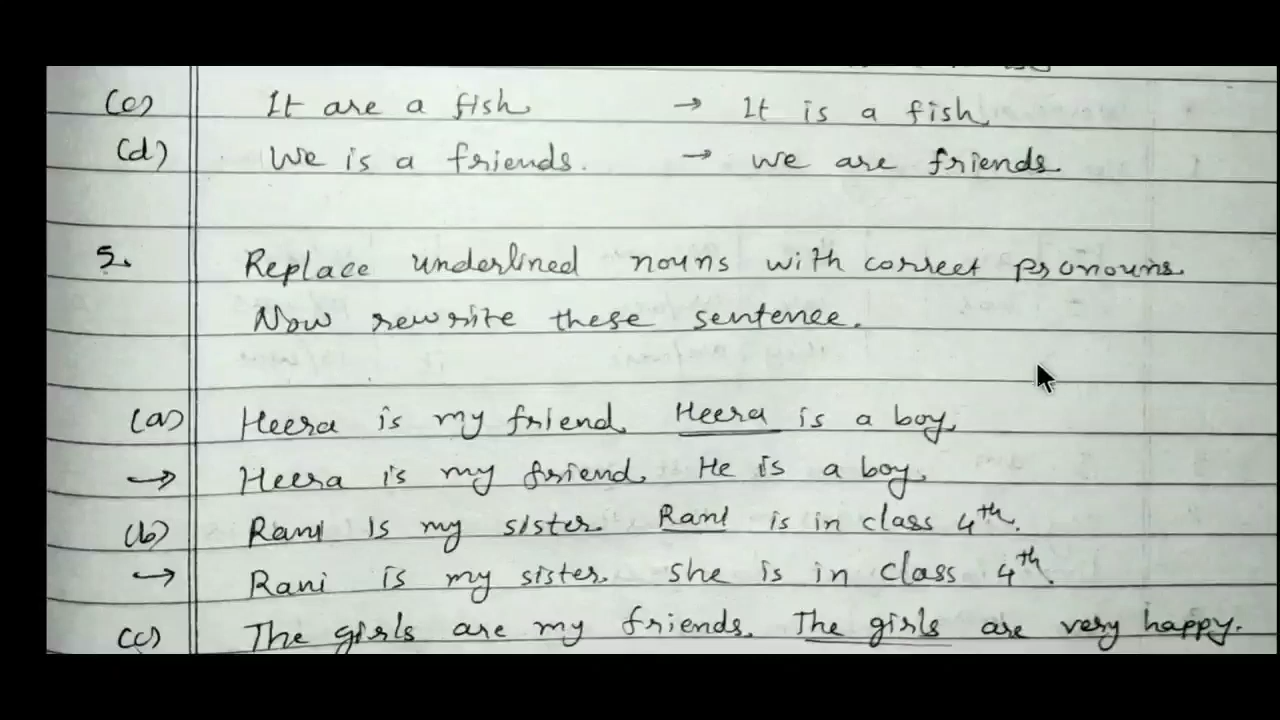 (c) It are a fish → It is a fish.
(d) We is a friends. → We are friends.
5. Replace underlined nouns with correct pronouns.
Now rewrite these sentence.
(a) Heera is my friend. Heera is a boy.
→ Heera is my friend. He is a boy.
(b) Rani is my sister. Rani is in class 4th.
→ Rani is my sister. She is in class 4th.
(c) The girls are my friends. The girls are very happy.